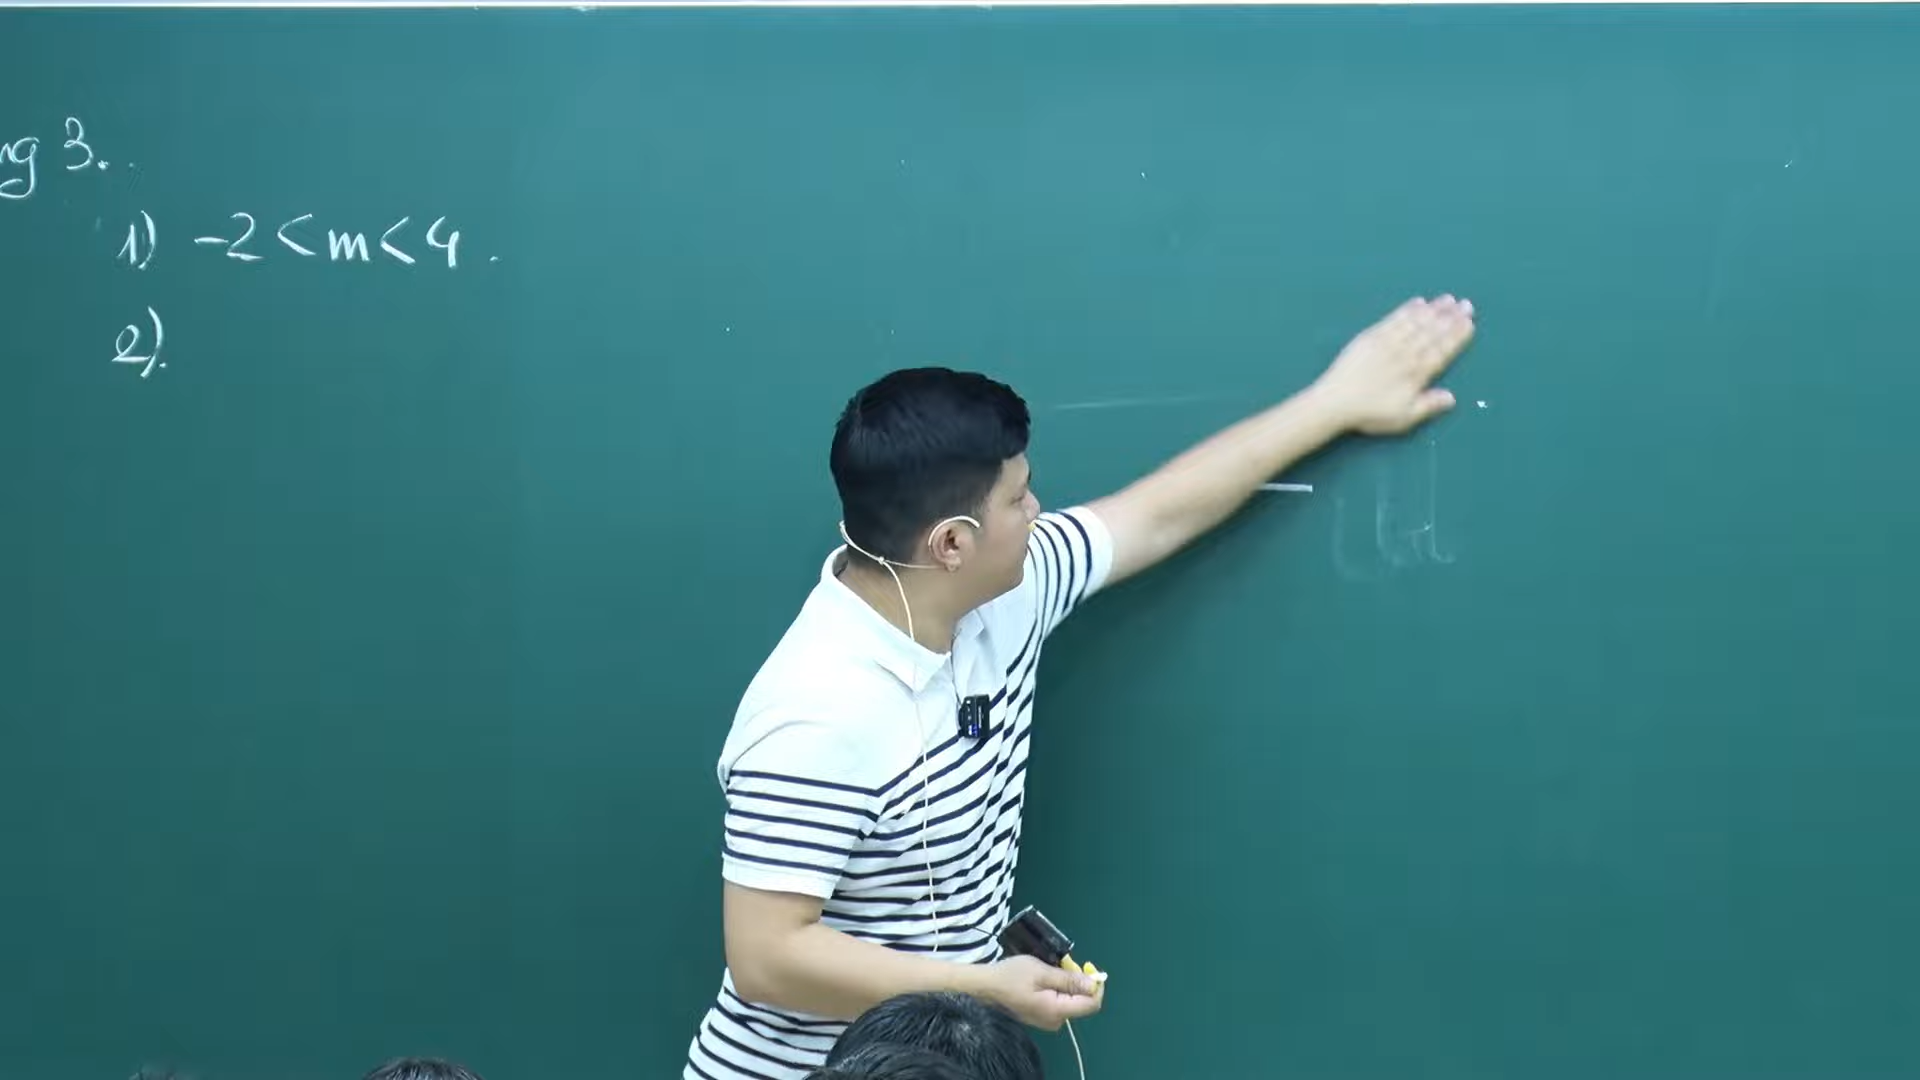 ng 3.
1) -2 < m < 4.
2).